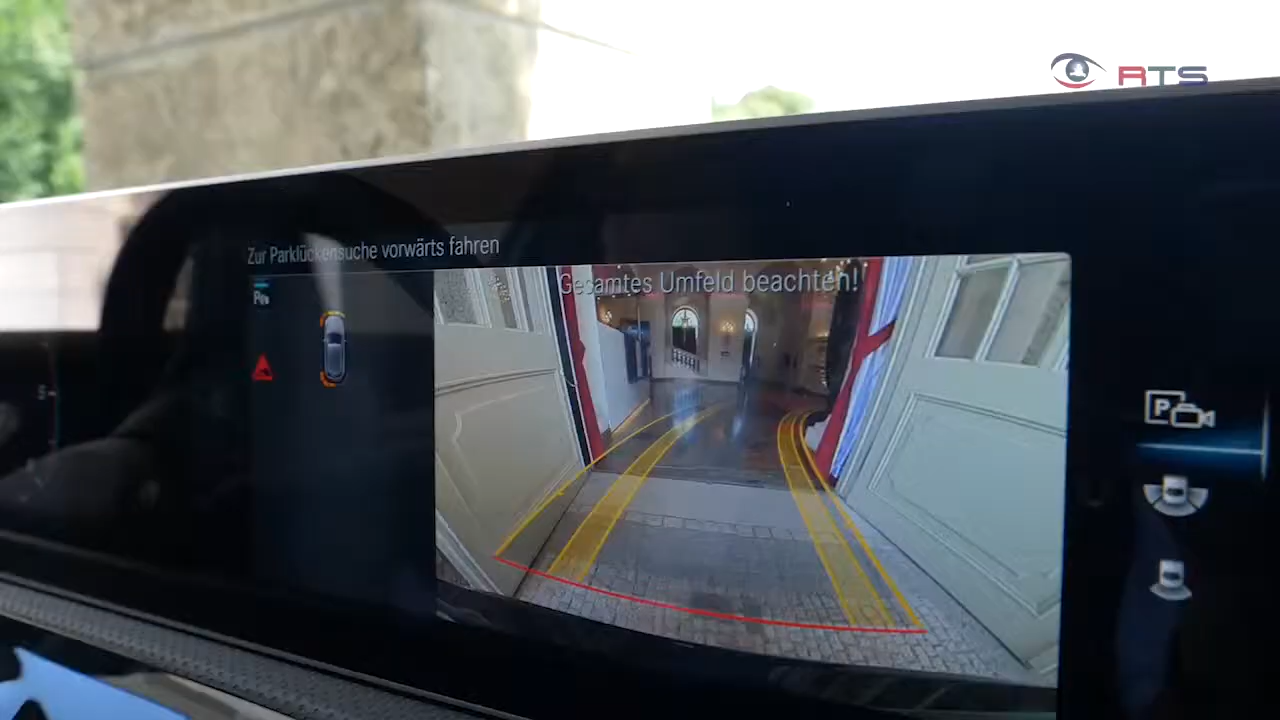 RTS
Zur Parklückensuche vorwärts fahren
Gesamtes Umfeld beachten!
P